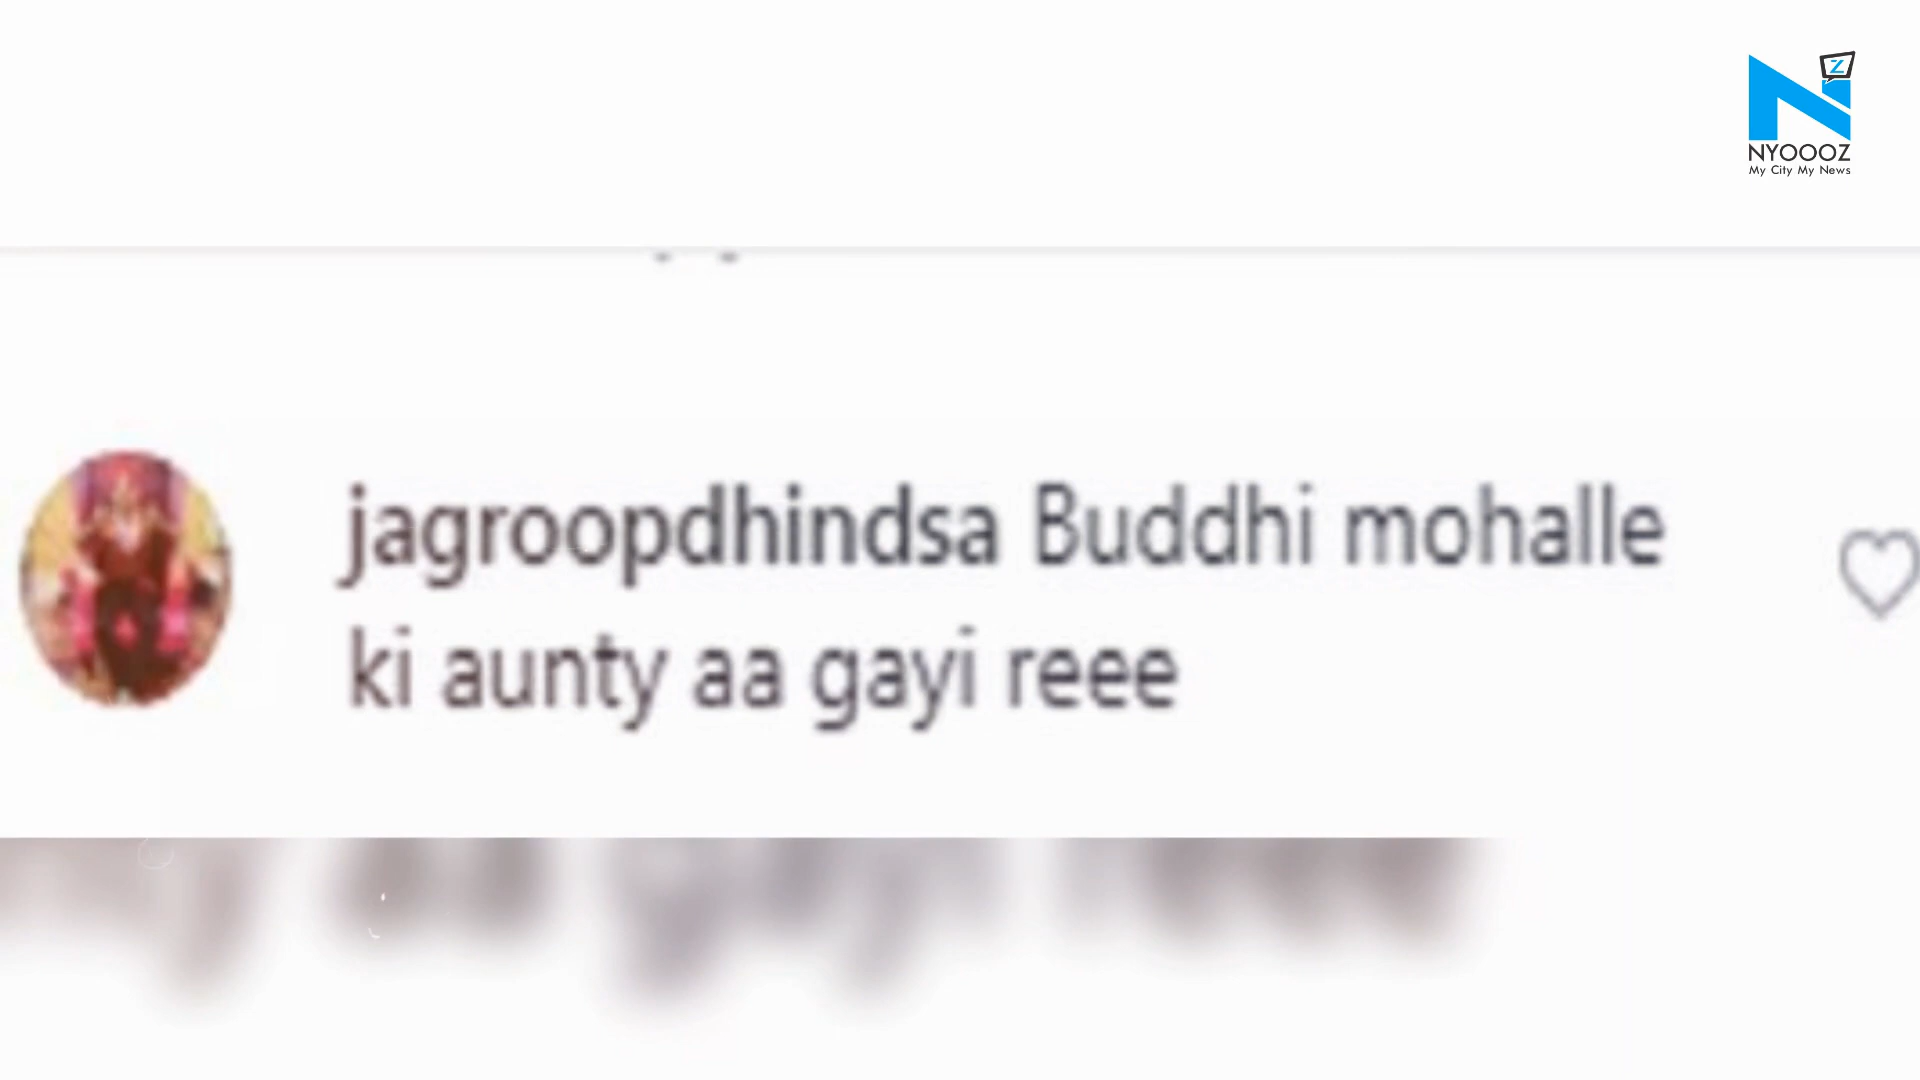 Z
NYOOOZ
My City My News
jagroopdhindsa Buddhi mohalle
ki aunty aa gayi reee